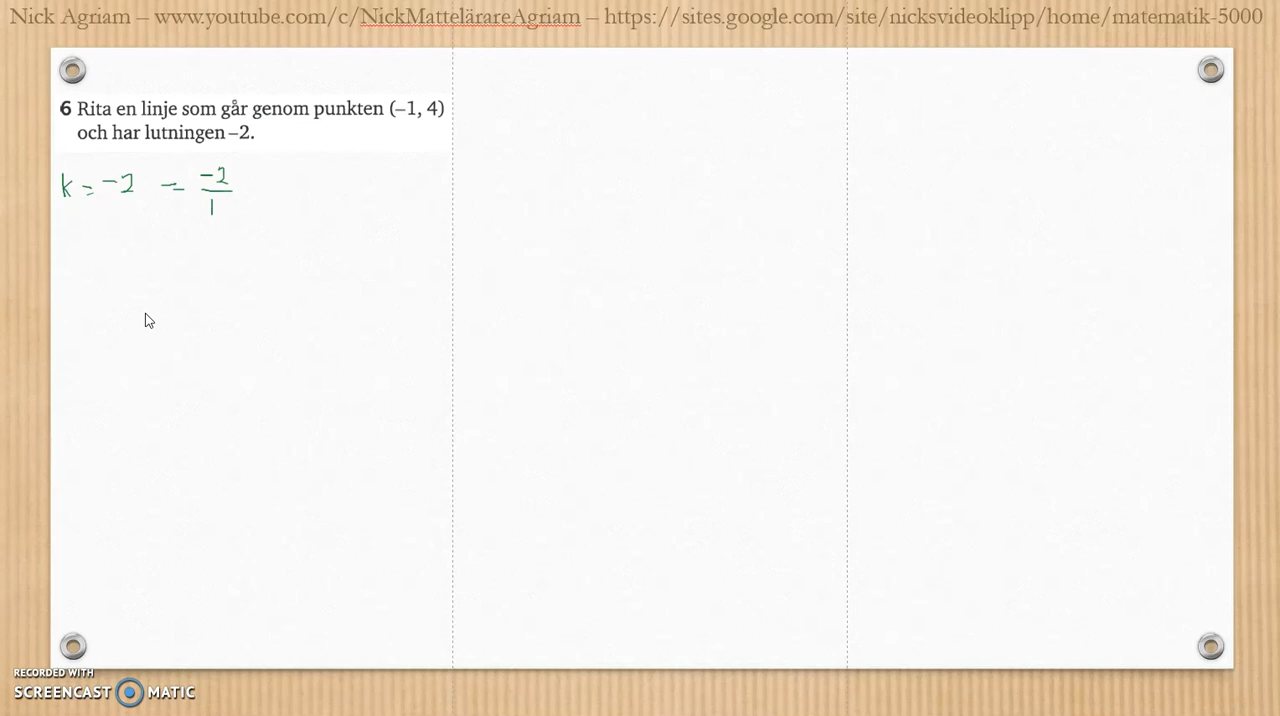 Nick Agriam – www.youtube.com/c/NickMattelärareAgriam – https://sites.google.com/site/nicksvideoklipp/home/matematik-5000
6 Rita en linje som går genom punkten (–1, 4)
och har lutningen –2.
k = -2 = -2/1
RECORDED WITH
SCREENCAST MATIC